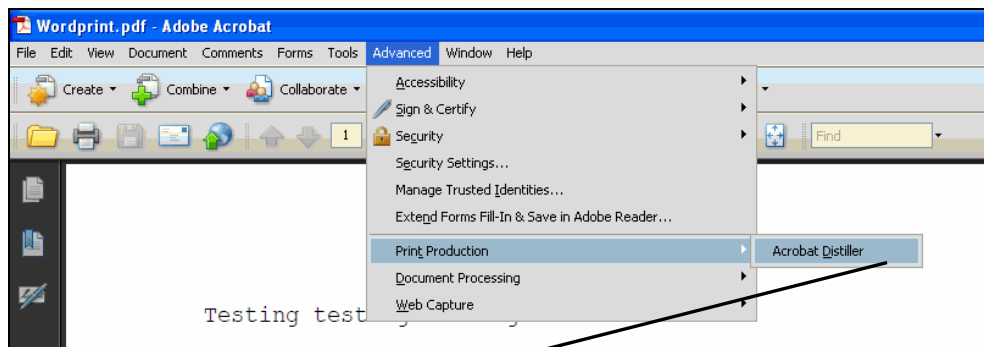 Wordprint.pdf - Adobe Acrobat
File Edit View Document Comments Forms Tools Advanced Window Help
Create Combine Collaborate
1 Find
Accessibility
Sign & Certify
Security
Security Settings...
Manage Trusted Identities...
Extend Forms Fill-In & Save in Adobe Reader...
Print Production Acrobat Distiller
Document Processing
Web Capture
Testing test